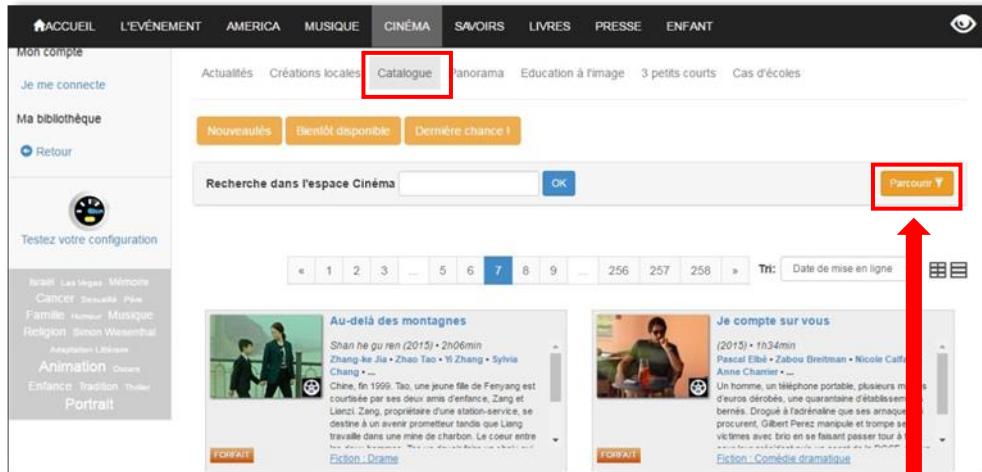 ACCUEIL L'EVÉNEMENT AMERICA MUSIQUE CINÉMA SAVOIRS LIVRES PRESSE ENFANT
Mon compte
Je me connecte
Ma bibliothèque
Retour
Testez votre configuration
Israël Las Vegas Mémoire
Cancer Sexualité Père
Famille Humour Musique
Religion Simon Wiesenthal
Adaptation Littéraire
Animation Oscars
Enfance Tradition Thriller
Portrait
Actualités Créations locales Catalogue Panorama Education à l'image 3 petits courts Cas d'écoles
Nouveautés Bientôt disponible Dernière chance !
Recherche dans l'espace Cinéma OK Parcourir
« 1 2 3 ... 5 6 7 8 9 ... 256 257 258 » Tri: Date de mise en ligne
Au-delà des montagnes
Shan he gu ren (2015) • 2h06min
Zhang-ke Jia • Zhao Tao • Yi Zhang • Sylvia
Chang • ...
Chine, fin 1999. Tao, une jeune fille de Fenyang est
courtisée par ses deux amis d'enfance, Zang et
Lianzi. Zang, propriétaire d'une station-service, se
destine à un avenir prometteur tandis que Liang
travaille dans une mine de charbon. Le coeur entre
FORFAIT
Fiction : Drame
Je compte sur vous
(2015) • 1h34min
Pascal Elbé • Zabou Breitman • Nicole
Anne Charrier • ...
Un homme, un téléphone portable, plusieurs
d'euros dérobés, une quarantaine
bernés. Drogué à l'adrénaline que ses
procurent, Gilbert Perez manipule et trompe
victimes avec brio en se faisant passer tour à
FORFAIT
Fiction : Comédie dramatique